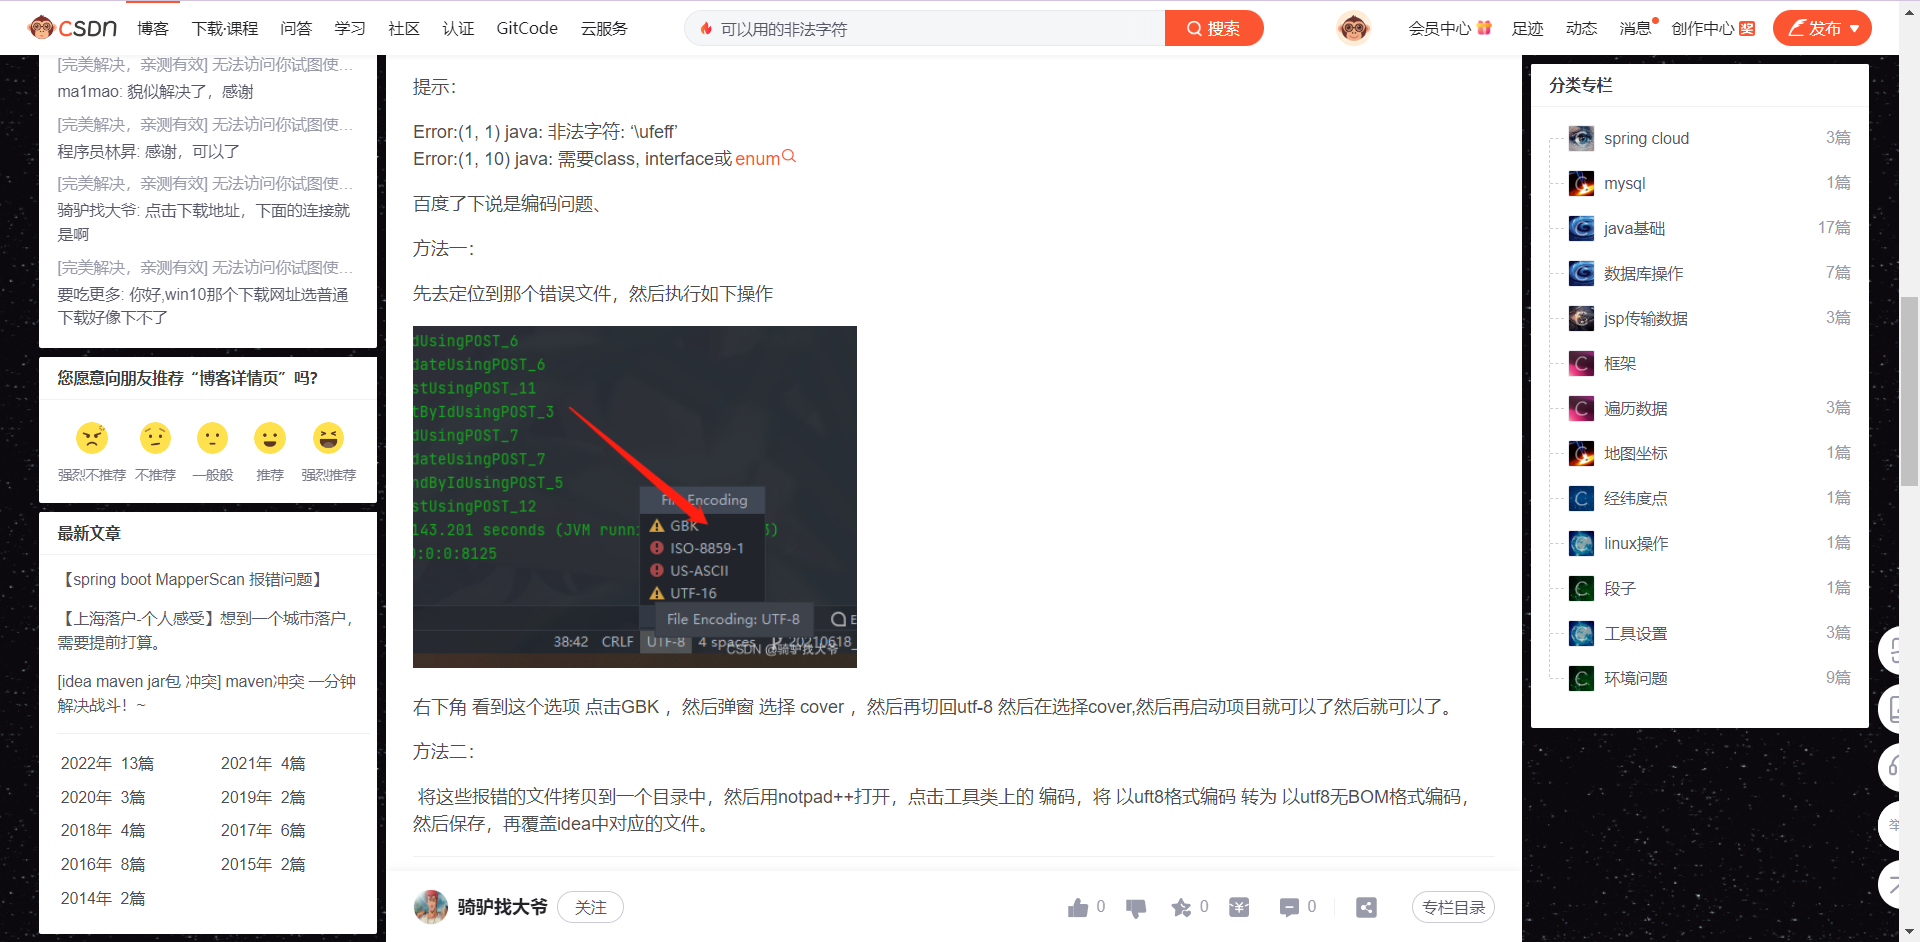 CSDN 博客 下载·课程 问答 学习 社区 认证 GitCode 云服务 可以用的非法字符 搜索 会员中心 足迹 动态 消息 创作中心 奖 发布
[完美解决，亲测有效] 无法访问你试图使…
ma1mao: 貌似解决了，感谢
[完美解决，亲测有效] 无法访问你试图使…
程序员林昇: 感谢，可以了
[完美解决，亲测有效] 无法访问你试图使…
骑驴找大爷: 点击下载地址，下面的连接就
是啊
[完美解决，亲测有效] 无法访问你试图使…
要吃更多: 你好,win10那个下载网址选普通
下载好像下不了
您愿意向朋友推荐“博客详情页”吗？
强烈不推荐 不推荐 一般般 推荐 强烈推荐
最新文章
【spring boot MapperScan 报错问题】
【上海落户-个人感受】想到一个城市落户，
需要提前打算。
[idea maven jar包 冲突] maven冲突 一分钟
解决战斗！~
2022年 13篇 2021年 4篇
2020年 3篇 2019年 2篇
2018年 4篇 2017年 6篇
2016年 8篇 2015年 2篇
2014年 2篇
提示：
Error:(1, 1) java: 非法字符: ‘\ufeff’
Error:(1, 10) java: 需要class, interface或enum
百度了下说是编码问题、
方法一：
先去定位到那个错误文件，然后执行如下操作
dUsingPOST_6
dateUsingPOST_6
stUsingPOST_11
tByIdUsingPOST_3
dUsingPOST_7
dateUsingPOST_7
ndByIdUsingPOST_5
stUsingPOST_12
143.201 seconds (JVM runni 3)
:0:0:8125
File Encoding
GBK
ISO-8859-1
US-ASCII
UTF-16
File Encoding: UTF-8
38:42 CRLF UTF-8 4 spaces 20210618
CSDN @骑驴找大爷
右下角 看到这个选项 点击GBK ，然后弹窗 选择 cover ，然后再切回utf-8 然后在选择cover,然后再启动项目就可以了然后就可以了。
方法二：
将这些报错的文件拷贝到一个目录中，然后用notpad++打开，点击工具类上的 编码，将 以uft8格式编码 转为 以utf8无BOM格式编码，
然后保存，再覆盖idea中对应的文件。
骑驴找大爷 关注 0 0 0 专栏目录
分类专栏
spring cloud 3篇
mysql 1篇
java基础 17篇
数据库操作 7篇
jsp传输数据 3篇
框架
遍历数据 3篇
地图坐标 1篇
经纬度点 1篇
linux操作 1篇
段子 1篇
工具设置 3篇
环境问题 9篇